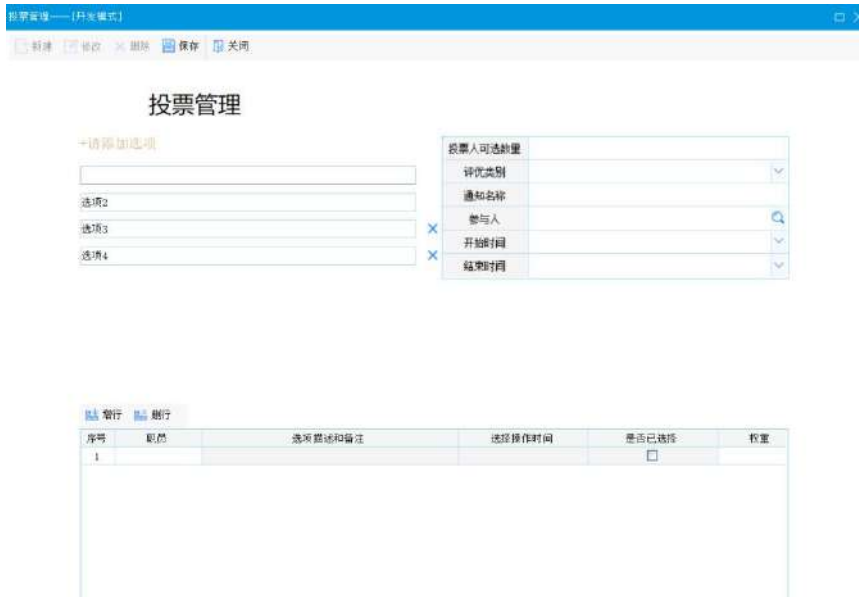 投票管理——[开发模式]
新建 修改 删除 保存 关闭
投票管理
+请添加选项
选项2
选项3
选项4
投票人可选数量
评优类别
通知名称
参与人
开始时间
结束时间
增行 删行
序号 职员 选项描述和备注 选择操作时间 是否已选择 权重
1